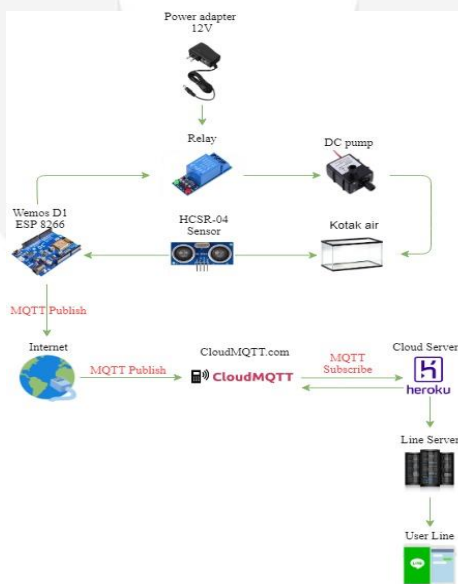 Power adapter
12V
Relay
DC pump
Wemos D1
ESP 8266
HCSR-04
Sensor
Kotak air
MQTT Publish
Internet
MQTT Publish
CloudMQTT.com
CloudMQTT
MQTT
Subscribe
Cloud Server
heroku
Line Server
User Line
LINE